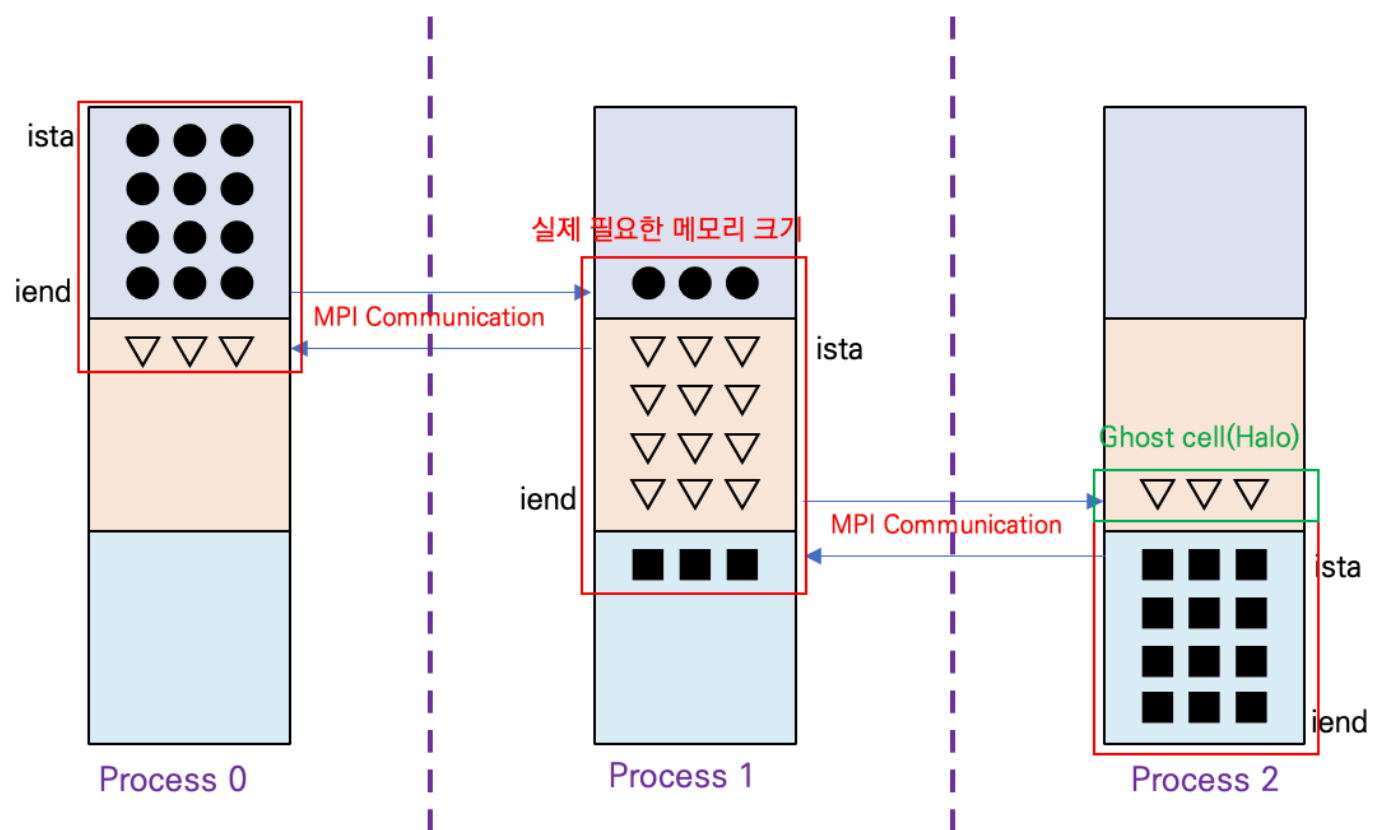 ista
iend
MPI Communication
Process 0
실제 필요한 메모리 크기
ista
iend
MPI Communication
Process 1
Ghost cell(Halo)
ista
iend
Process 2